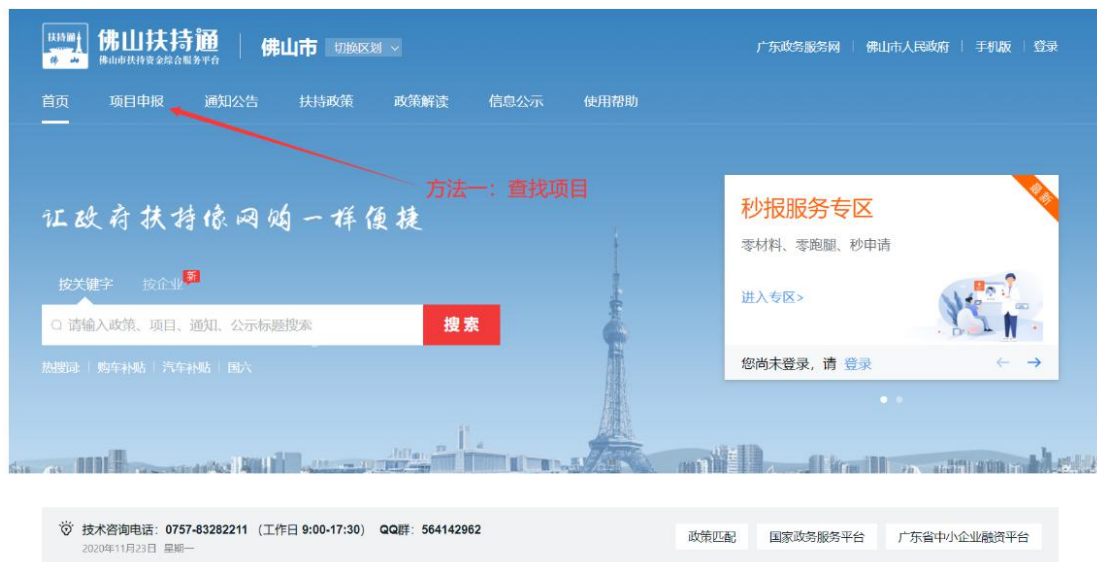 扶持通
佛山扶持通
佛山市扶持资金综合服务平台
佛山市 切换区划
广东政务服务网 佛山市人民政府 手机版 登录
首页 项目申报 通知公告 扶持政策 政策解读 信息公示 使用帮助
方法一：查找项目
让政府扶持像网购一样便捷
最新
秒报服务专区
零材料、零跑腿、秒申请
按关键字 按企业 新
进入专区>
请输入政策、项目、通知、公示标题搜索 搜索
热搜词: 购车补贴 汽车补贴 国六
您尚未登录，请 登录
技术咨询电话：0757-83282211 （工作日 9:00-17:30） QQ群：564142962
2020年11月23日 星期一
政策匹配 国家政务服务平台 广东省中小企业融资平台